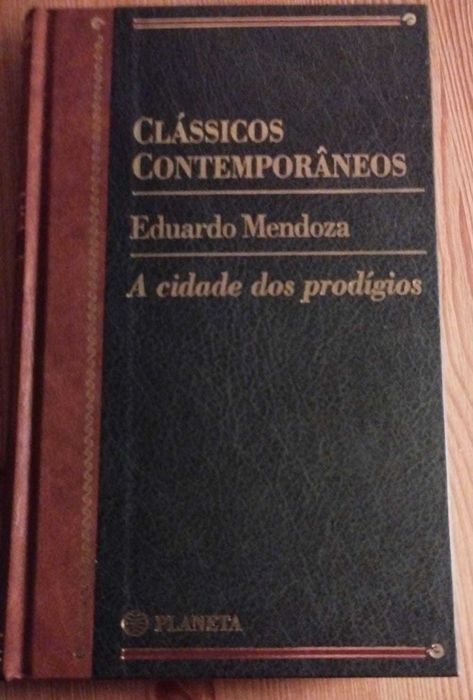 CLÁSSICOS
CONTEMPORÂNEOS
Eduardo Mendoza
A cidade dos prodígios
PLANETA